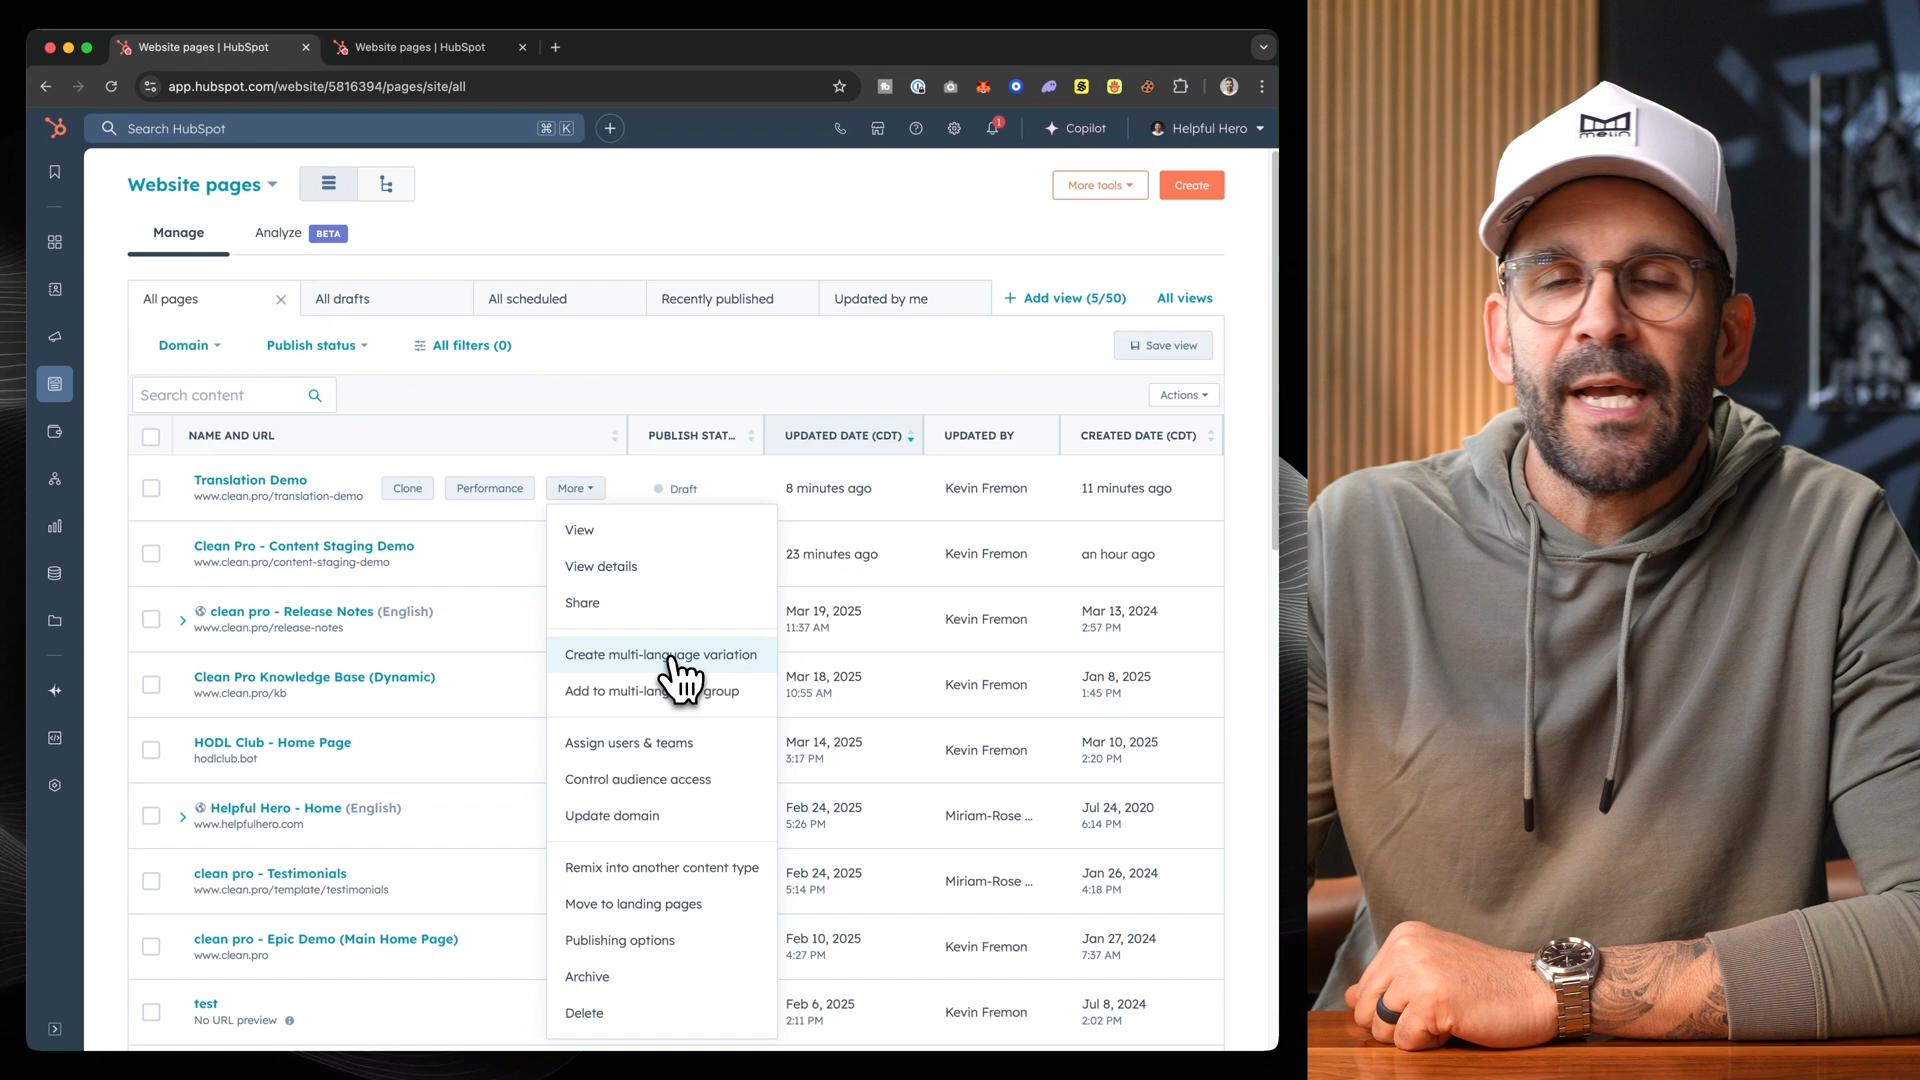 Website pages | HubSpot
Website pages | HubSpot
app.hubspot.com/website/5816394/pages/site/all
Search HubSpot
⌘ K
1
Copilot
Helpful Hero
Website pages
More tools
Create
Manage
Analyze BETA
All pages
All drafts
All scheduled
Recently published
Updated by me
+ Add view (5/50)
All views
Domain
Publish status
All filters (0)
Save view
Search content
Actions
NAME AND URL
PUBLISH STAT...
UPDATED DATE (CDT)
UPDATED BY
CREATED DATE (CDT)
Translation Demo
www.clean.pro/translation-demo
Clone
Performance
More
Draft
8 minutes ago
Kevin Fremon
11 minutes ago
Clean Pro - Content Staging Demo
www.clean.pro/content-staging-demo
23 minutes ago
Kevin Fremon
an hour ago
clean pro - Release Notes (English)
www.clean.pro/release-notes
Mar 19, 2025
11:37 AM
Kevin Fremon
Mar 13, 2024
2:57 PM
Clean Pro Knowledge Base (Dynamic)
www.clean.pro/kb
Mar 18, 2025
10:55 AM
Kevin Fremon
Jan 8, 2025
1:45 PM
HODL Club - Home Page
hodlclub.bot
Mar 14, 2025
3:17 PM
Kevin Fremon
Mar 10, 2025
2:20 PM
Helpful Hero - Home (English)
www.helpfulhero.com
Feb 24, 2025
5:26 PM
Miriam-Rose ...
Jul 24, 2020
6:14 PM
clean pro - Testimonials
www.clean.pro/template/testimonials
Feb 24, 2025
5:14 PM
Miriam-Rose ...
Jan 26, 2024
4:18 PM
clean pro - Epic Demo (Main Home Page)
www.clean.pro
Feb 10, 2025
4:27 PM
Kevin Fremon
Jan 27, 2024
7:37 AM
test
No URL preview
Feb 6, 2025
2:11 PM
Kevin Fremon
Jul 8, 2024
2:02 PM
View
View details
Share
Create multi-language variation
Add to multi-lan group
Assign users & teams
Control audience access
Update domain
Remix into another content type
Move to landing pages
Publishing options
Archive
Delete
melin